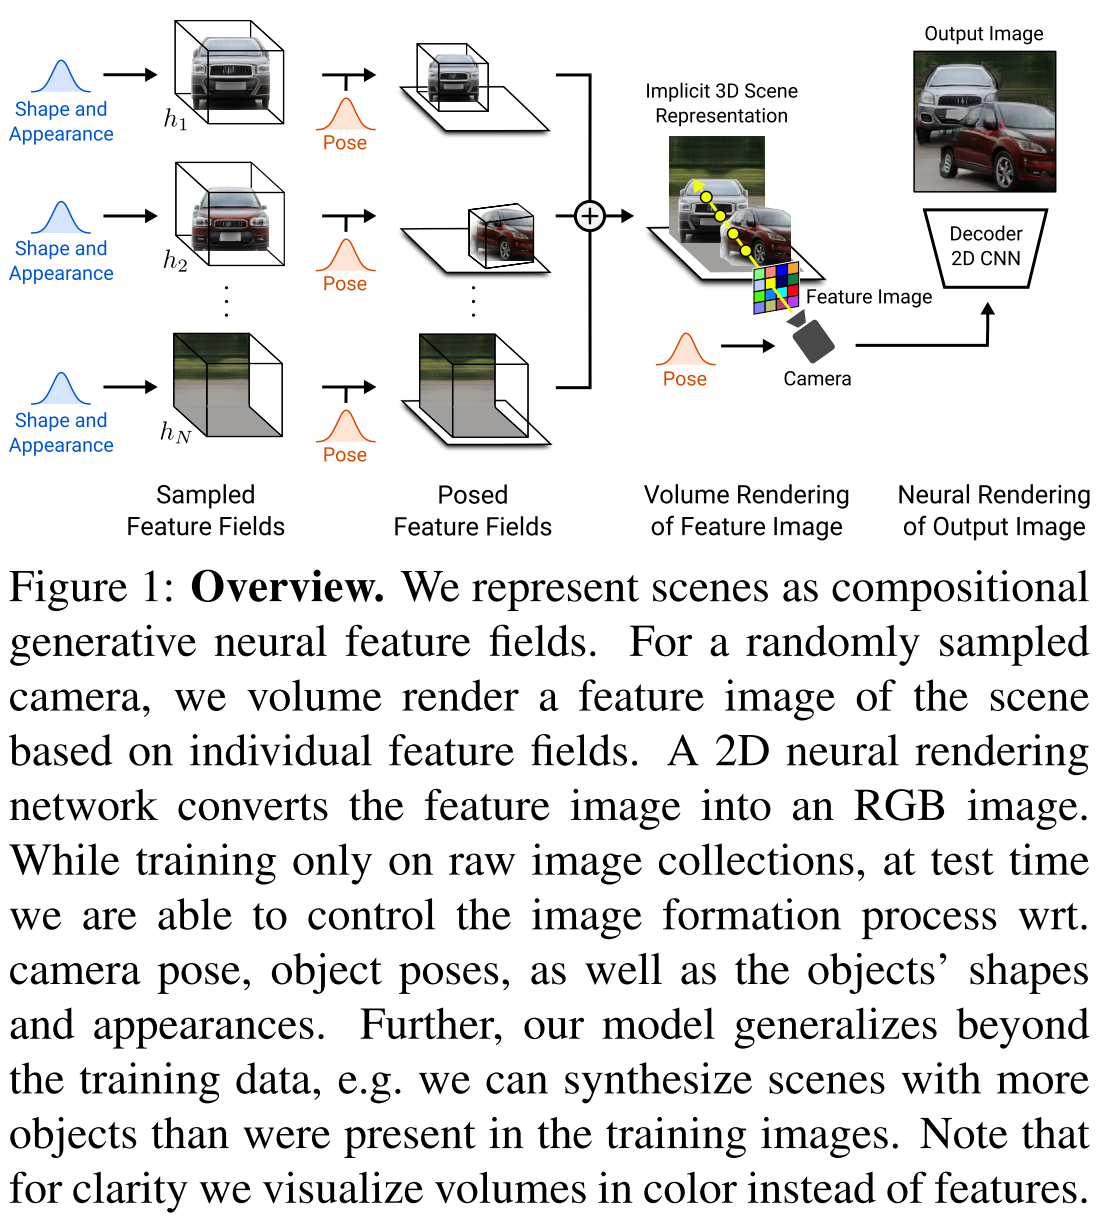 Shape and
Appearance
h1
Pose
Shape and
Appearance
h2
Pose
Shape and
Appearance
hN
Pose
Implicit 3D Scene
Representation
Feature Image
Pose
Camera
Output Image
Decoder
2D CNN
Sampled
Feature Fields
Posed
Feature Fields
Volume Rendering
of Feature Image
Neural Rendering
of Output Image
Figure 1: Overview. We represent scenes as compositional
generative neural feature fields. For a randomly sampled
camera, we volume render a feature image of the scene
based on individual feature fields. A 2D neural rendering
network converts the feature image into an RGB image.
While training only on raw image collections, at test time
we are able to control the image formation process wrt.
camera pose, object poses, as well as the objects' shapes
and appearances. Further, our model generalizes beyond
the training data, e.g. we can synthesize scenes with more
objects than were present in the training images. Note that
for clarity we visualize volumes in color instead of features.